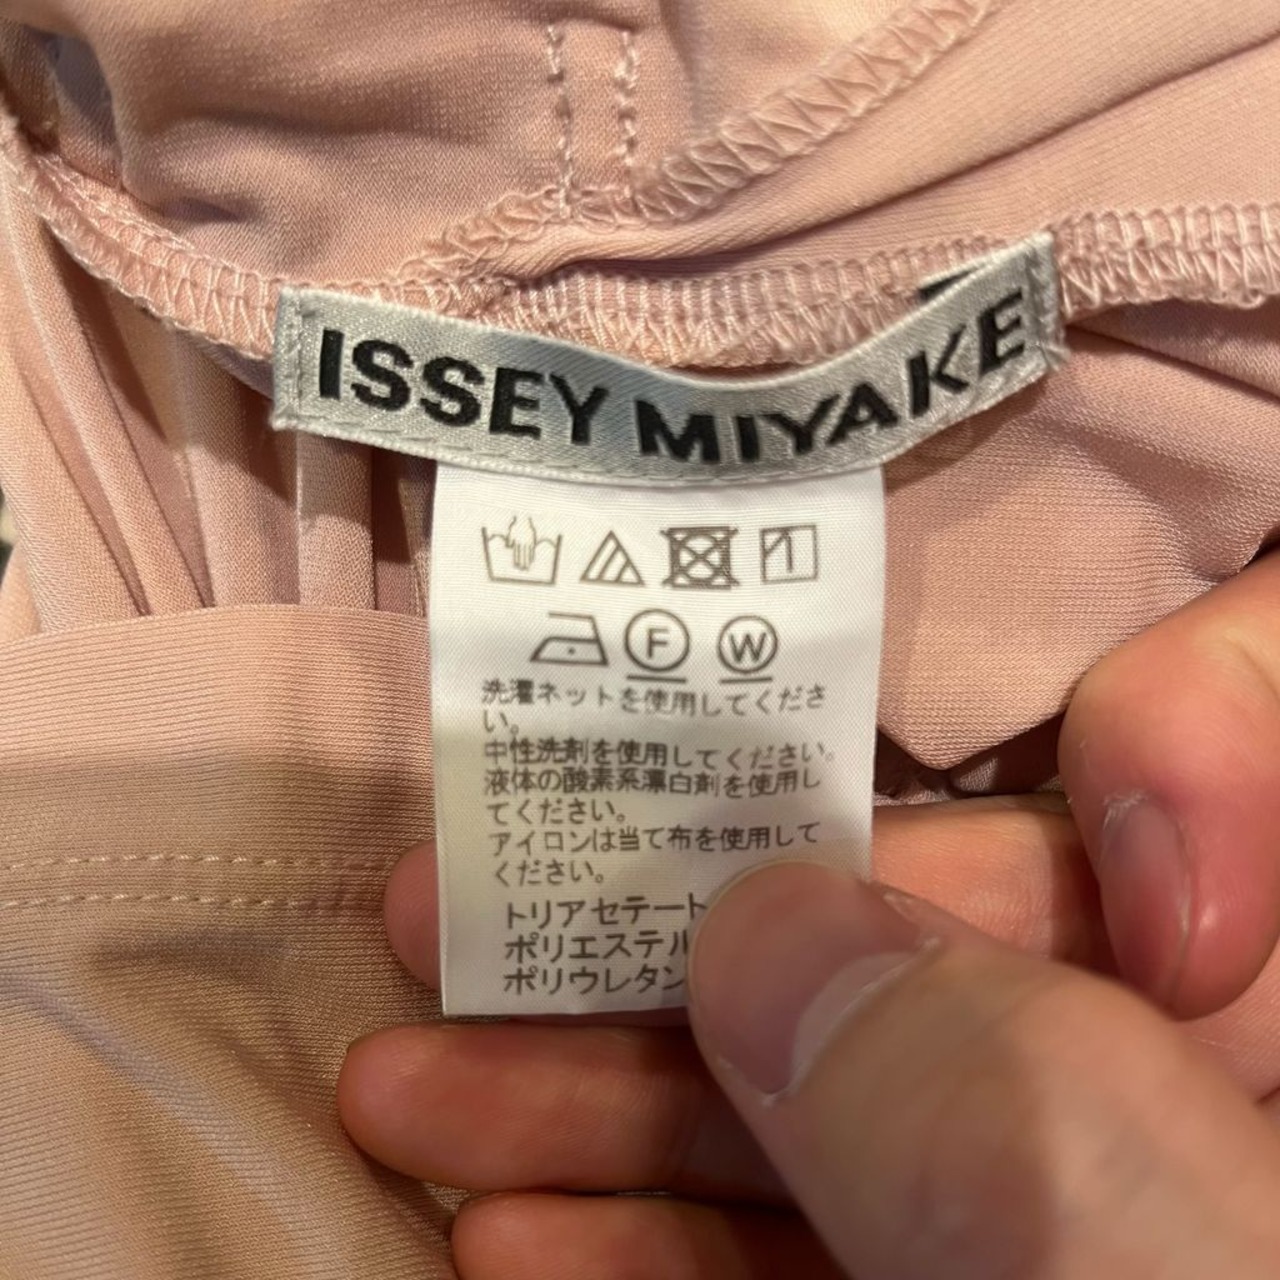 ISSEY MIYAKE
F W
洗濯ネットを使用してくださ
い。
中性洗剤を使用してください。
液体の酸素系漂白剤を使用し
てください。
アイロンは当て布を使用して
ください。
トリアセテート
ポリエステル
ポリウレタン